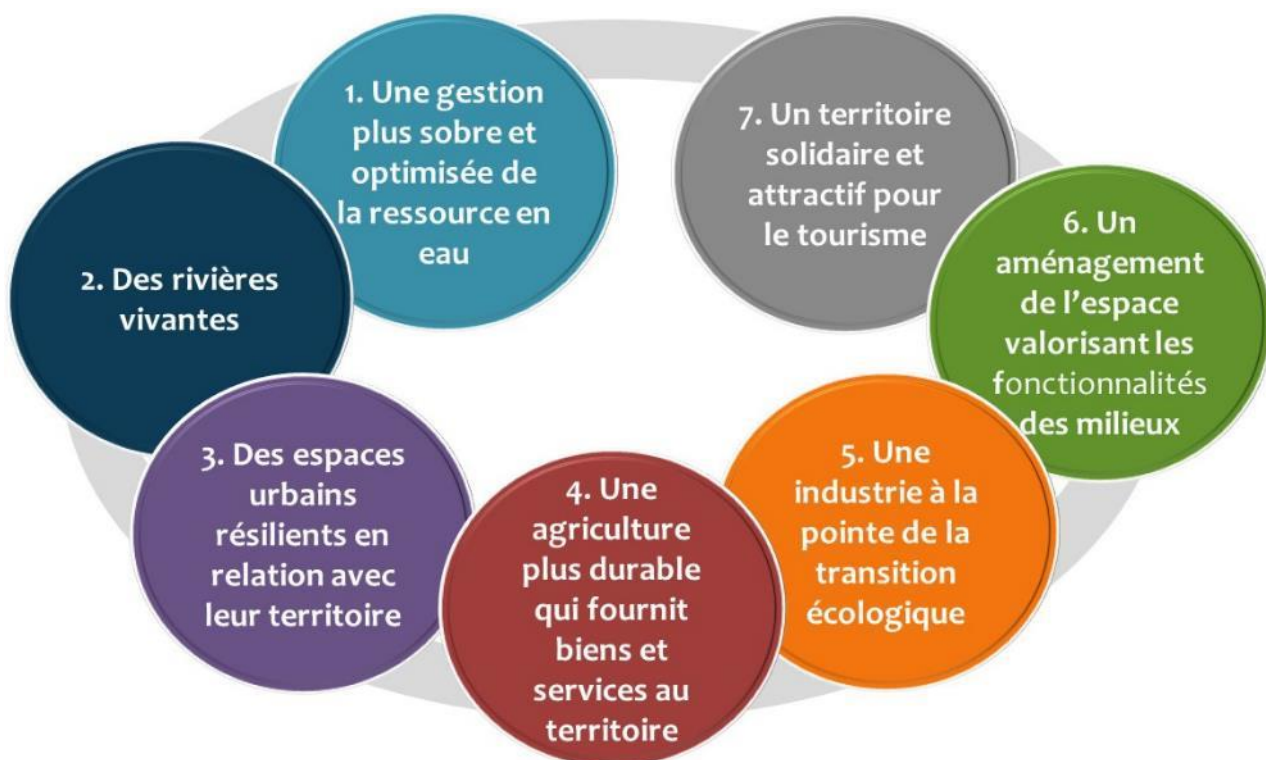 1. Une gestion
plus sobre et
optimisée de
la ressource en
eau
2. Des rivières
vivantes
3. Des espaces
urbains
résilients en
relation avec
leur territoire
4. Une
agriculture
plus durable
qui fournit
biens et
services au
territoire
5. Une
industrie à la
pointe de la
transition
écologique
6. Un
aménagement
de l’espace
valorisant les
fonctionnalités
des milieux
7. Un territoire
solidaire et
attractif pour
le tourisme